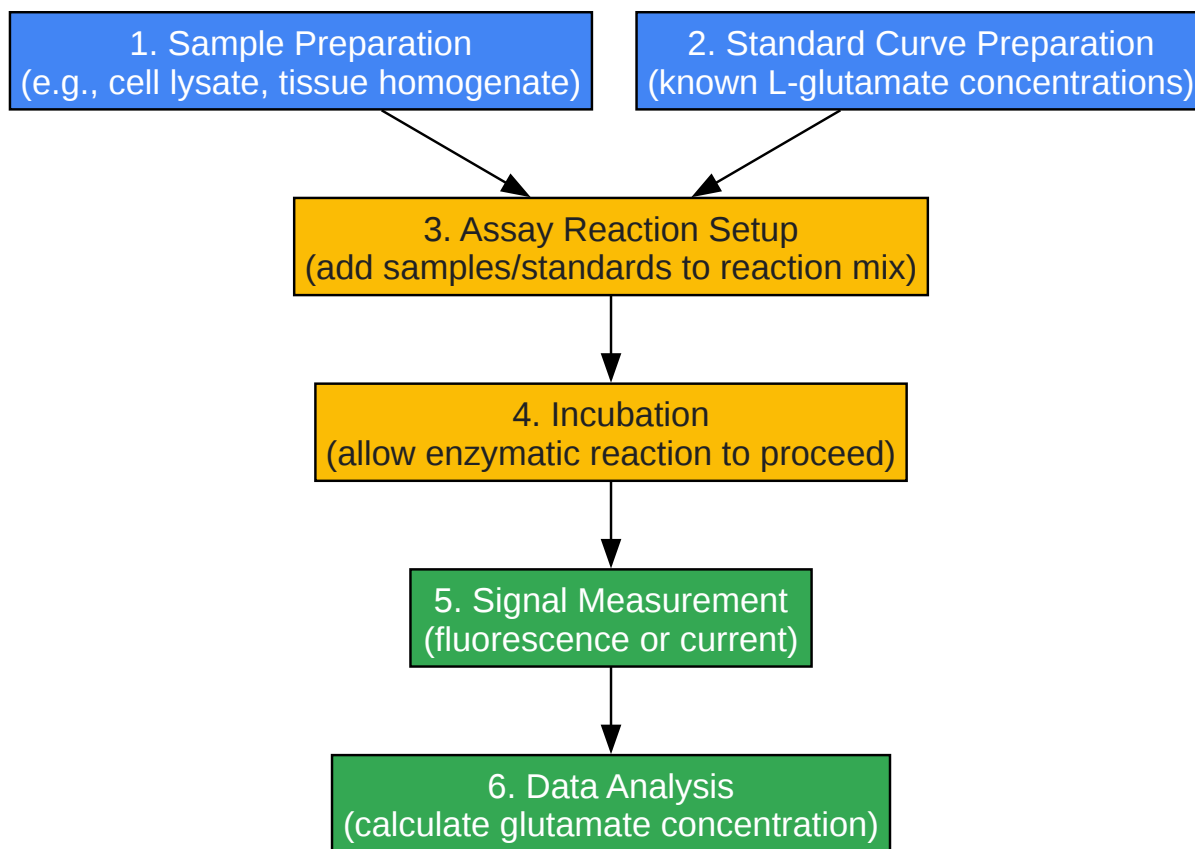 1. Sample Preparation
(e.g., cell lysate, tissue homogenate)
2. Standard Curve Preparation
(known L-glutamate concentrations)
3. Assay Reaction Setup
(add samples/standards to reaction mix)
4. Incubation
(allow enzymatic reaction to proceed)
5. Signal Measurement
(fluorescence or current)
6. Data Analysis
(calculate glutamate concentration)